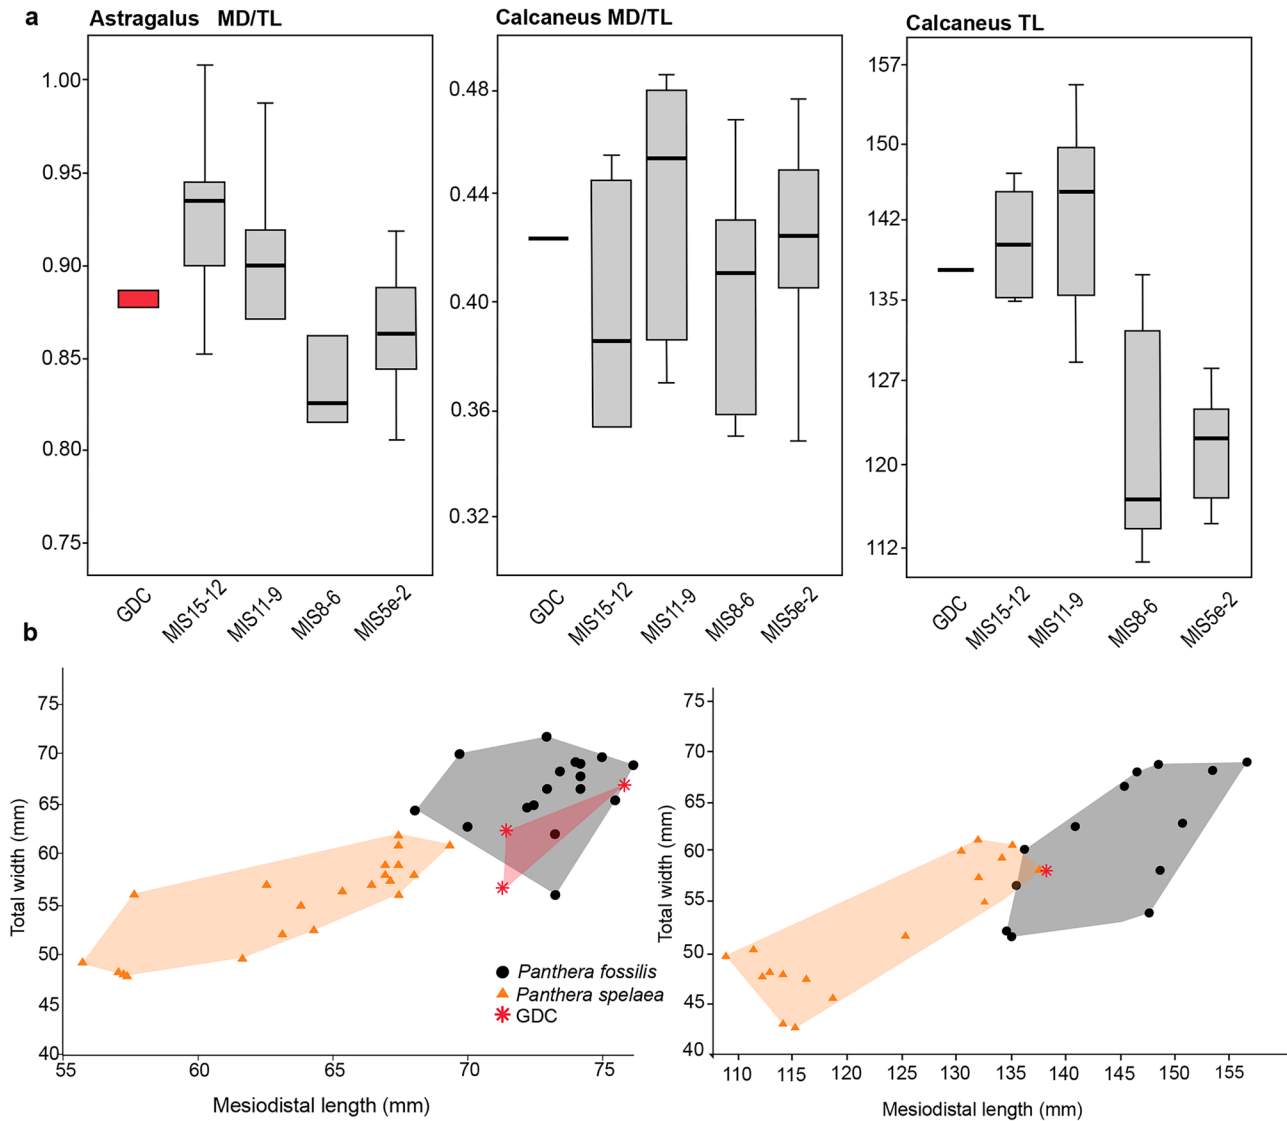 a
Astragalus MD/TL
1.00
0.95
0.90
0.85
0.80
0.75
GDC
MIS15-12
MIS11-9
MIS8-6
MIS5e-2
Calcaneus MD/TL
0.48
0.44
0.40
0.36
0.32
GDC
MIS15-12
MIS11-9
MIS8-6
MIS5e-2
Calcaneus TL
157
150
142
135
127
120
112
GDC
MIS15-12
MIS11-9
MIS8-6
MIS5e-2
b
Total width (mm)
75
70
65
60
55
50
45
40
55 60 65 70 75
Mesiodistal length (mm)
Panthera fossilis
Panthera spelaea
GDC
Total width (mm)
75
70
65
60
55
50
45
40
110 115 120 125 130 135 140 145 150 155
Mesiodistal length (mm)